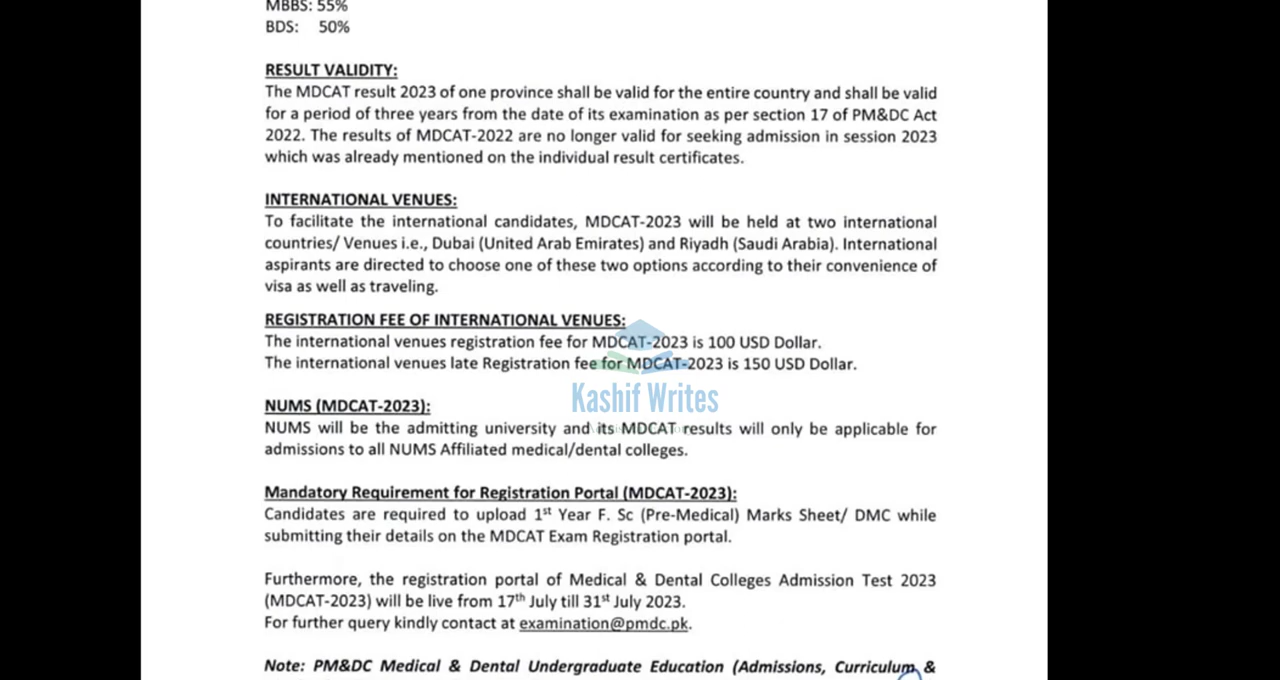 MBBS: 55%
BDS: 50%
RESULT VALIDITY:
The MDCAT result 2023 of one province shall be valid for the entire country and shall be valid
for a period of three years from the date of its examination as per section 17 of PM&DC Act
2022. The results of MDCAT-2022 are no longer valid for seeking admission in session 2023
which was already mentioned on the individual result certificates.
INTERNATIONAL VENUES:
To facilitate the international candidates, MDCAT-2023 will be held at two international
countries/ Venues i.e., Dubai (United Arab Emirates) and Riyadh (Saudi Arabia). International
aspirants are directed to choose one of these two options according to their convenience of
visa as well as traveling.
REGISTRATION FEE OF INTERNATIONAL VENUES:
The international venues registration fee for MDCAT-2023 is 100 USD Dollar.
The international venues late Registration fee for MDCAT-2023 is 150 USD Dollar.
Kashif Writes
NUMS (MDCAT-2023):
NUMS will be the admitting university and its MDCAT results will only be applicable for
admissions to all NUMS Affiliated medical/dental colleges.
Mandatory Requirement for Registration Portal (MDCAT-2023):
Candidates are required to upload 1st Year F. Sc (Pre-Medical) Marks Sheet/ DMC while
submitting their details on the MDCAT Exam Registration portal.
Furthermore, the registration portal of Medical & Dental Colleges Admission Test 2023
(MDCAT-2023) will be live from 17th July till 31st July 2023.
For further query kindly contact at examination@pmdc.pk.
Note: PM&DC Medical & Dental Undergraduate Education (Admissions, Curriculum &